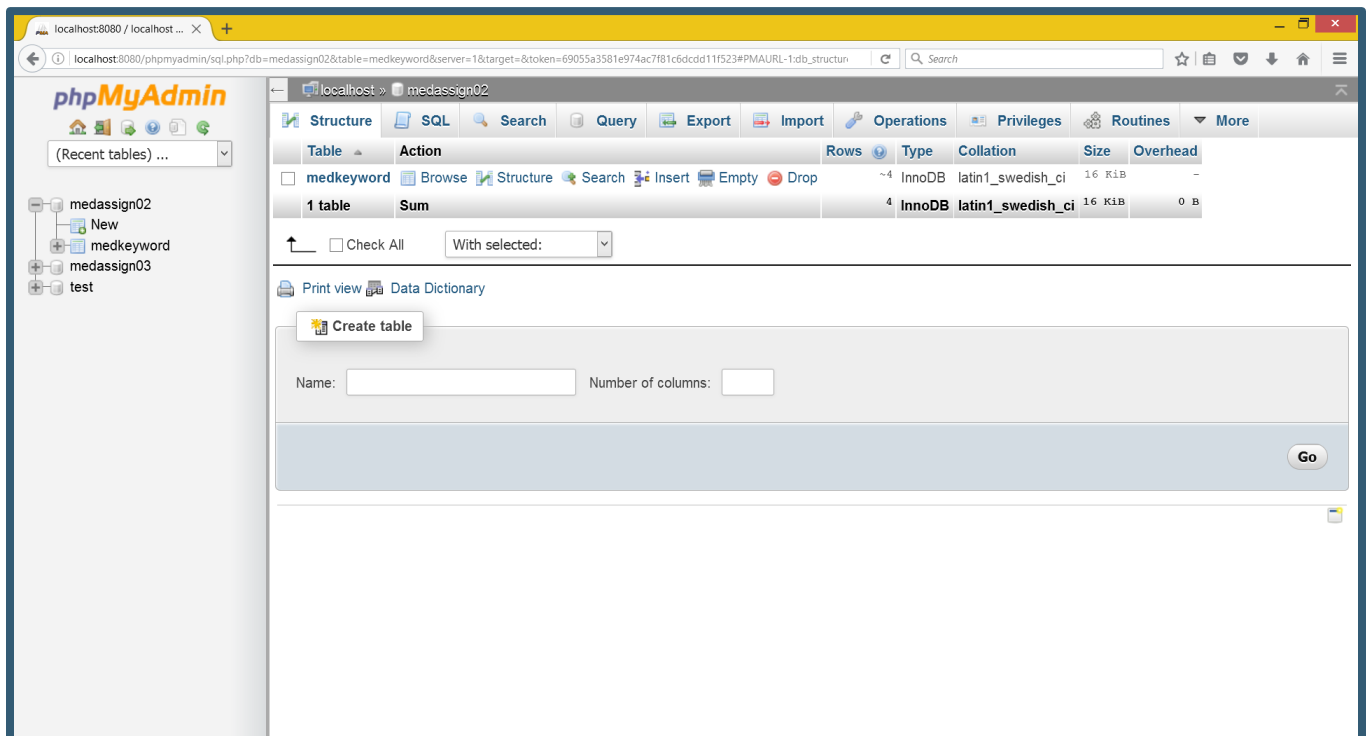 localhost:8080 / localhost ...
localhost:8080/phpmyadmin/sql.php?db=medassign02&table=medkeyword&server=1&target=&token=69055a3581e974ac7f81c6dcdd11f523#PMAURL-1:db_structur
Search
phpMyAdmin
(Recent tables) ...
medassign02
New
medkeyword
medassign03
test
localhost » medassign02
Structure SQL Search Query Export Import Operations Privileges Routines More
Table Action Rows Type Collation Size Overhead
medkeyword Browse Structure Search Insert Empty Drop ~4 InnoDB latin1_swedish_ci 16 KiB -
1 table Sum 4 InnoDB latin1_swedish_ci 16 KiB 0 B
Check All With selected:
Print view Data Dictionary
Create table
Name: Number of columns:
Go